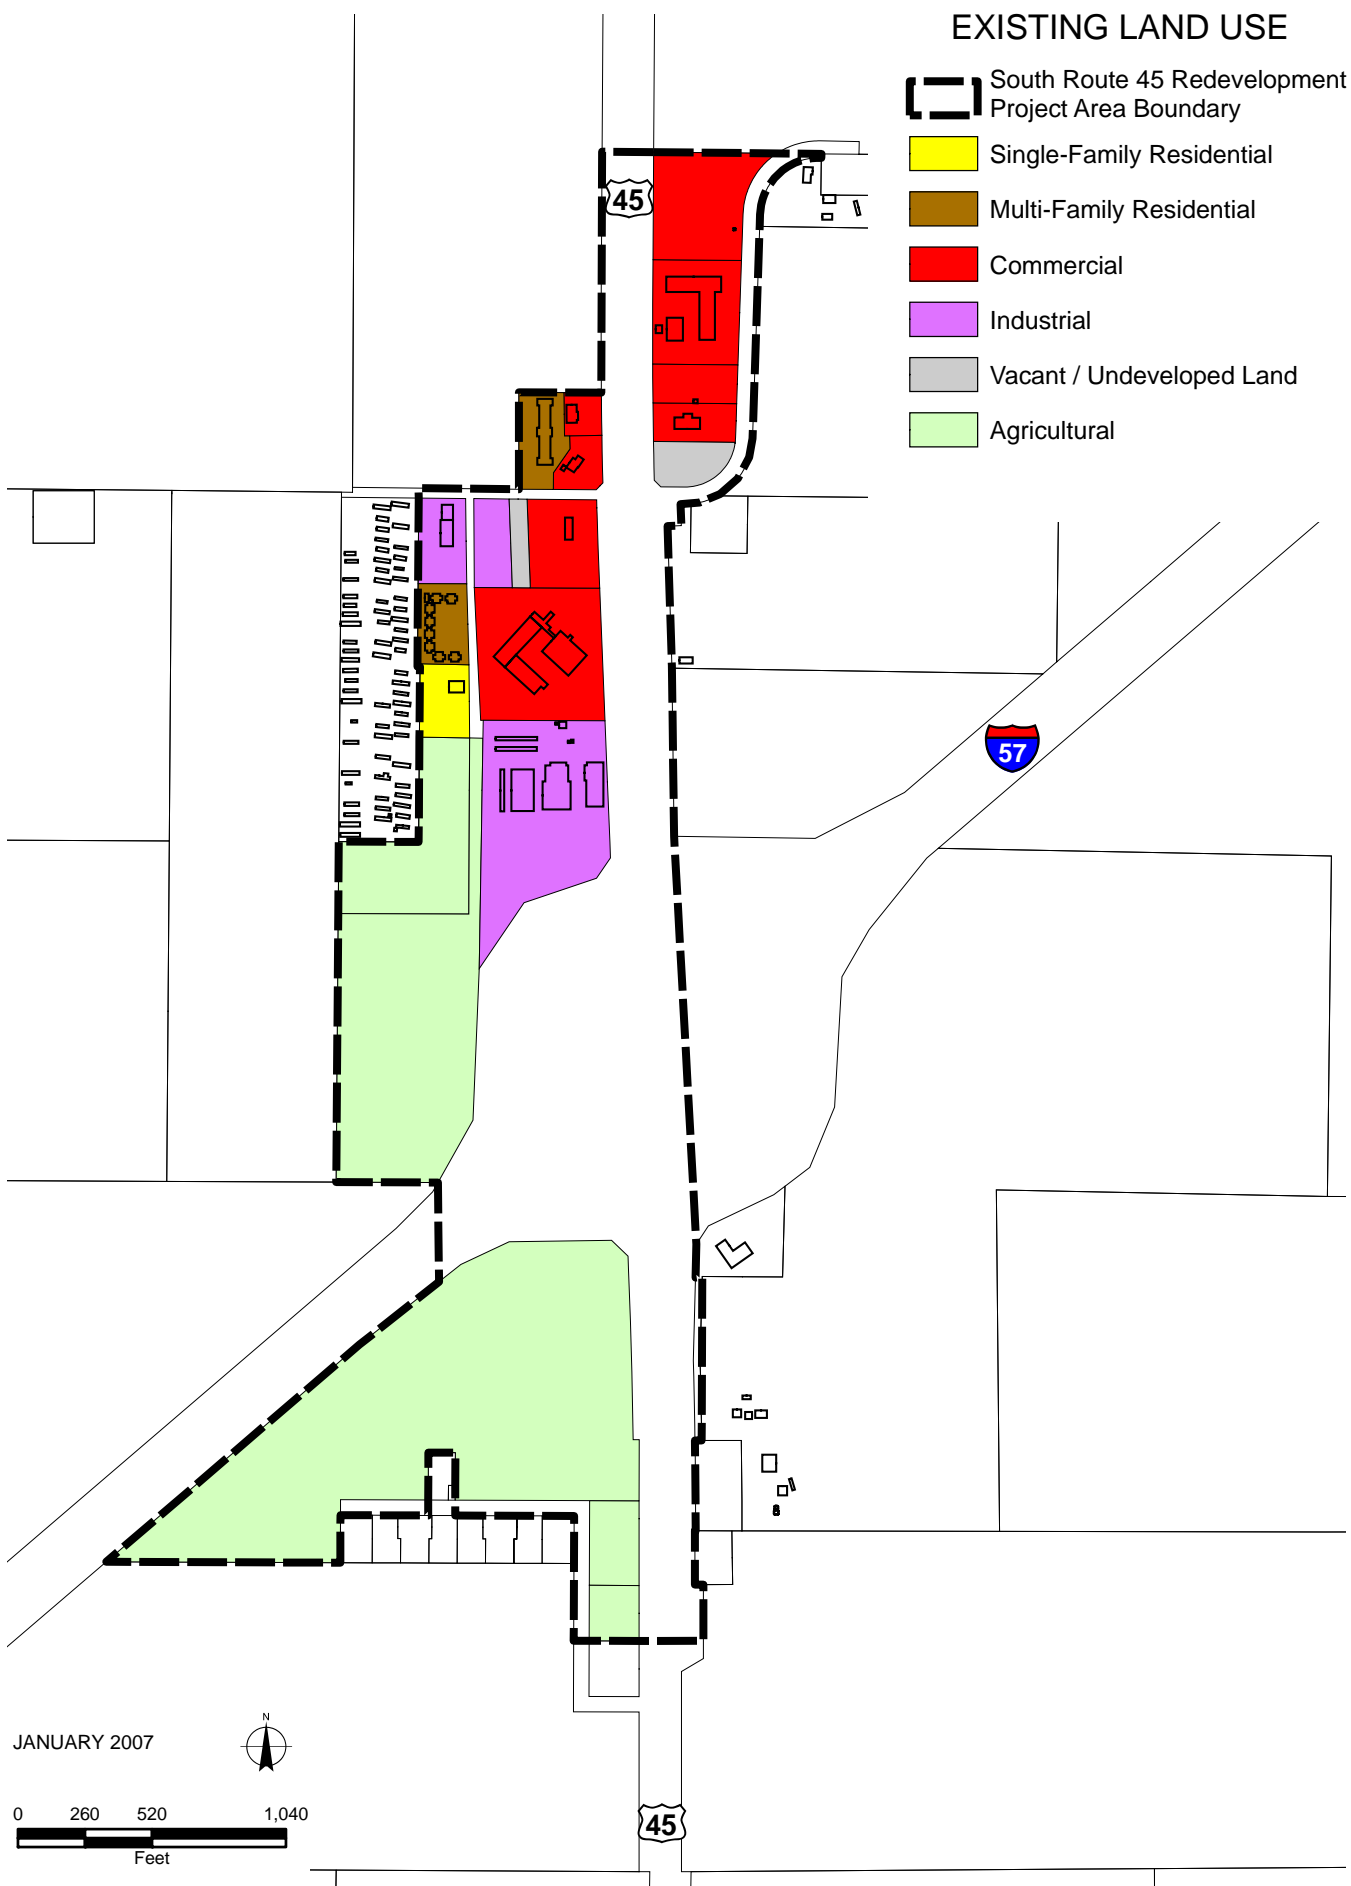 EXISTING LAND USE
South Route 45 Redevelopment
Project Area Boundary
Single-Family Residential
Multi-Family Residential
Commercial
Industrial
Vacant / Undeveloped Land
Agricultural
45
57
JANUARY 2007
N
0 260 520 1,040
Feet
45